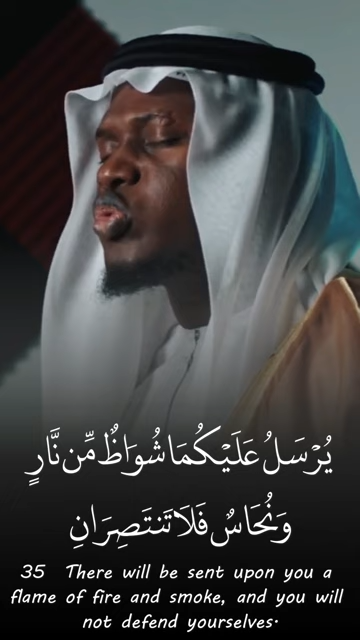 يُرْسَلُ عَلَيْكُمَا شُوَاظٌ مِّن نَّارٍ
وَنُحَاسٌ فَلَا تَنتَصِرَانِ
35 There will be sent upon you a
flame of fire and smoke, and you will
not defend yourselves.